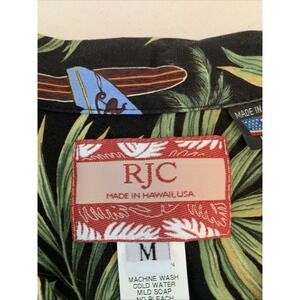 MADE IN
RJC
MADE IN HAWAII, USA
M
MACHINE WASH
COLD WATER
MILD SOAP
NO BLEACH